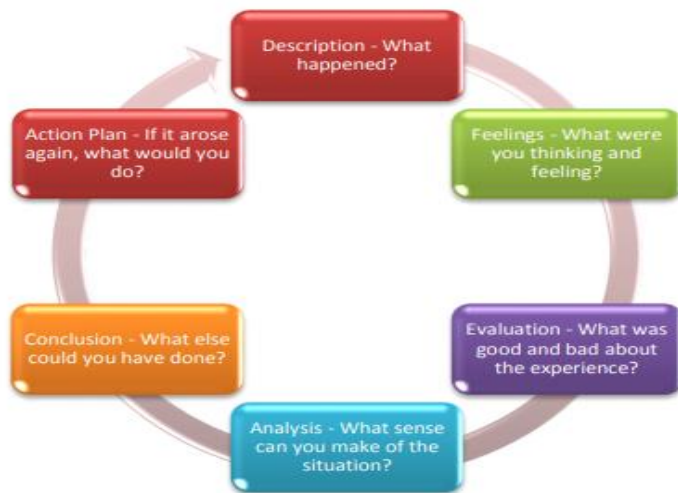 Description - What
happened?
Feelings - What were
you thinking and
feeling?
Evaluation - What was
good and bad about
the experience?
Analysis - What sense
can you make of the
situation?
Conclusion - What else
could you have done?
Action Plan - If it arose
again, what would you
do?